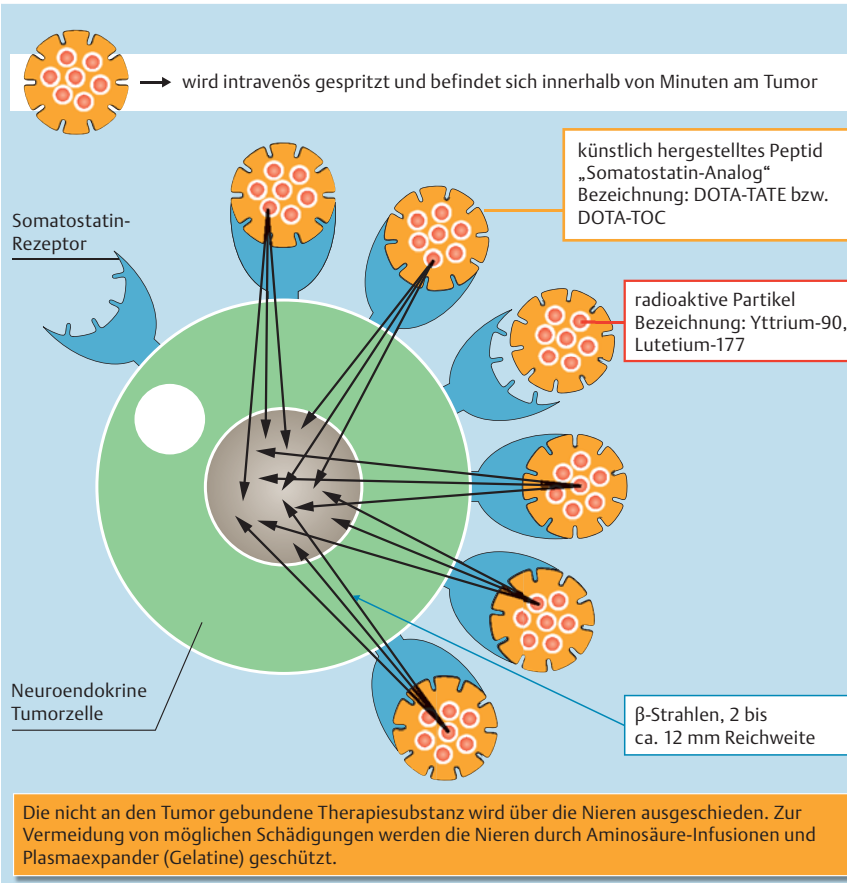 wird intravenös gespritzt und befindet sich innerhalb von Minuten am Tumor
künstlich hergestelltes Peptid
„Somatostatin-Analog“
Bezeichnung: DOTA-TATE bzw.
DOTA-TOC
Somatostatin-
Rezeptor
radioaktive Partikel
Bezeichnung: Yttrium-90,
Lutetium-177
Neuroendokrine
Tumorzelle
β-Strahlen, 2 bis
ca. 12 mm Reichweite
Die nicht an den Tumor gebundene Therapiesubstanz wird über die Nieren ausgeschieden. Zur
Vermeidung von möglichen Schädigungen werden die Nieren durch Aminosäure-Infusionen und
Plasmaexpander (Gelatine) geschützt.